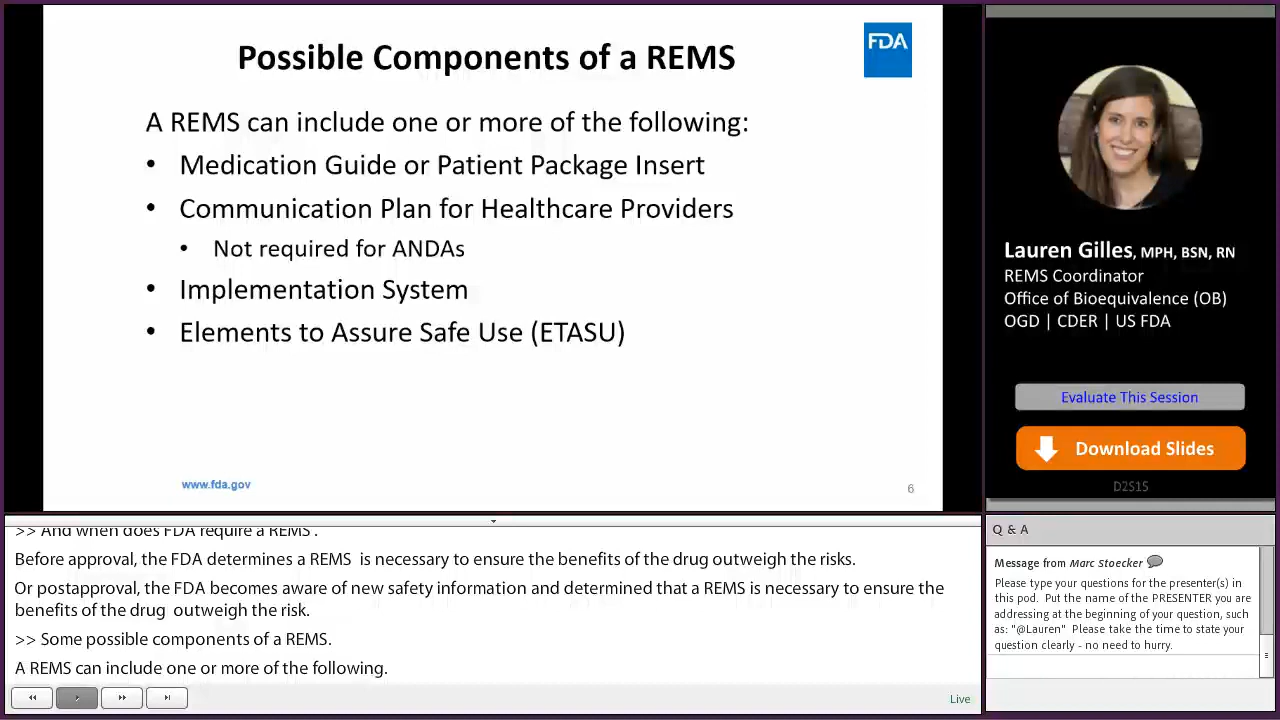 Possible Components of a REMS
FDA
A REMS can include one or more of the following:
• Medication Guide or Patient Package Insert
• Communication Plan for Healthcare Providers
• Not required for ANDAs
• Implementation System
• Elements to Assure Safe Use (ETASU)
www.fda.gov
6
Lauren Gilles, MPH, BSN, RN
REMS Coordinator
Office of Bioequivalence (OB)
OGD | CDER | US FDA
Evaluate This Session
Download Slides
D2S15
>> And when does FDA require a REMS .
Before approval, the FDA determines a REMS is necessary to ensure the benefits of the drug outweigh the risks.
Or postapproval, the FDA becomes aware of new safety information and determined that a REMS is necessary to ensure the
benefits of the drug outweigh the risk.
>> Some possible components of a REMS.
A REMS can include one or more of the following.
Live
Q & A
Message from Marc Stoecker
Please type your questions for the presenter(s) in
this pod. Put the name of the PRESENTER you are
addressing at the beginning of your question, such
as: "@Lauren" Please take the time to state your
question clearly - no need to hurry.